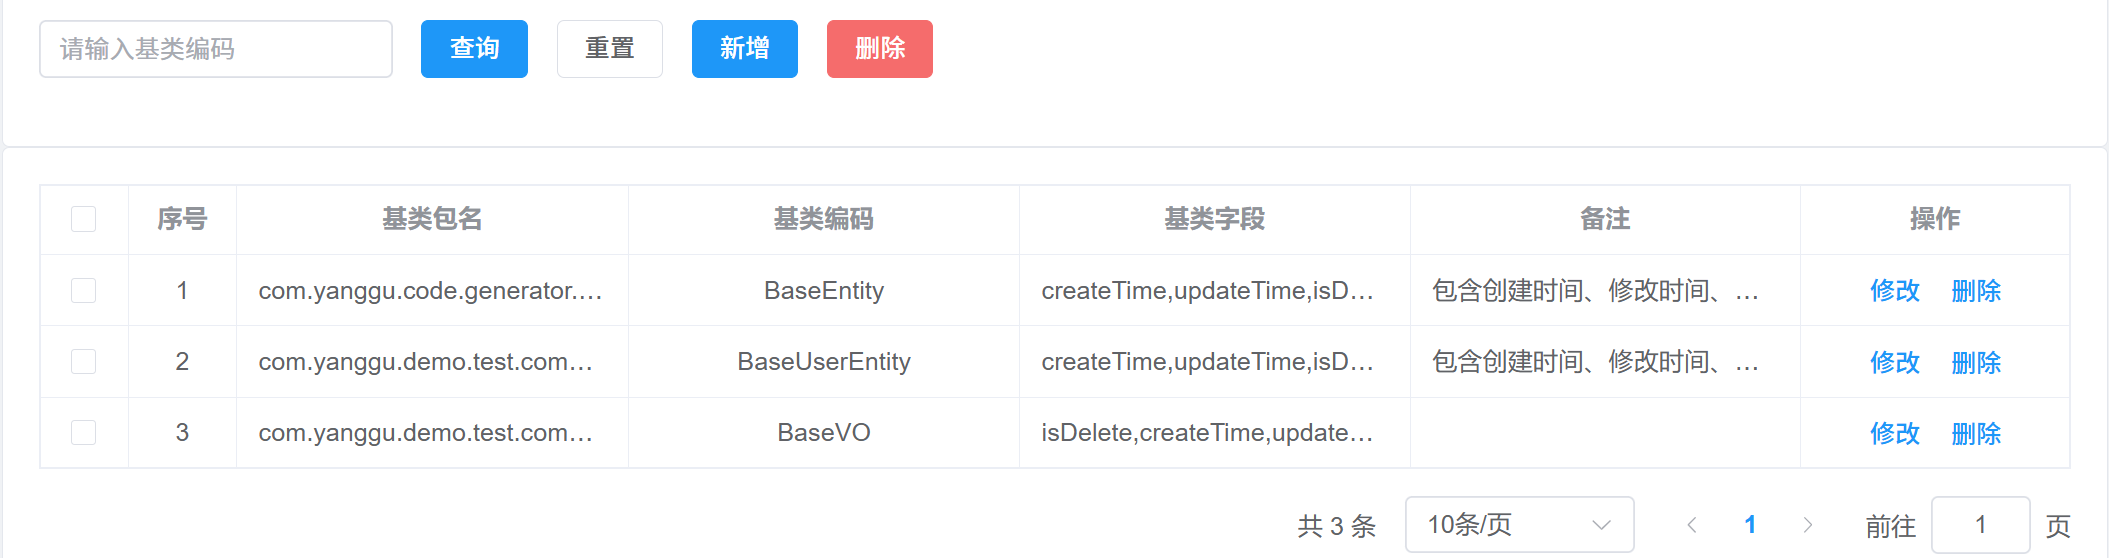 请输入基类编码 查询 重置 新增 删除
序号 基类包名 基类编码 基类字段 备注 操作
1 com.yanggu.code.generator.... BaseEntity createTime,updateTime,isD... 包含创建时间、修改时间、... 修改 删除
2 com.yanggu.demo.test.com... BaseUserEntity createTime,updateTime,isD... 包含创建时间、修改时间、... 修改 删除
3 com.yanggu.demo.test.com... BaseVO isDelete,createTime,update... 修改 删除
共 3 条 10条/页 1 前往 1 页